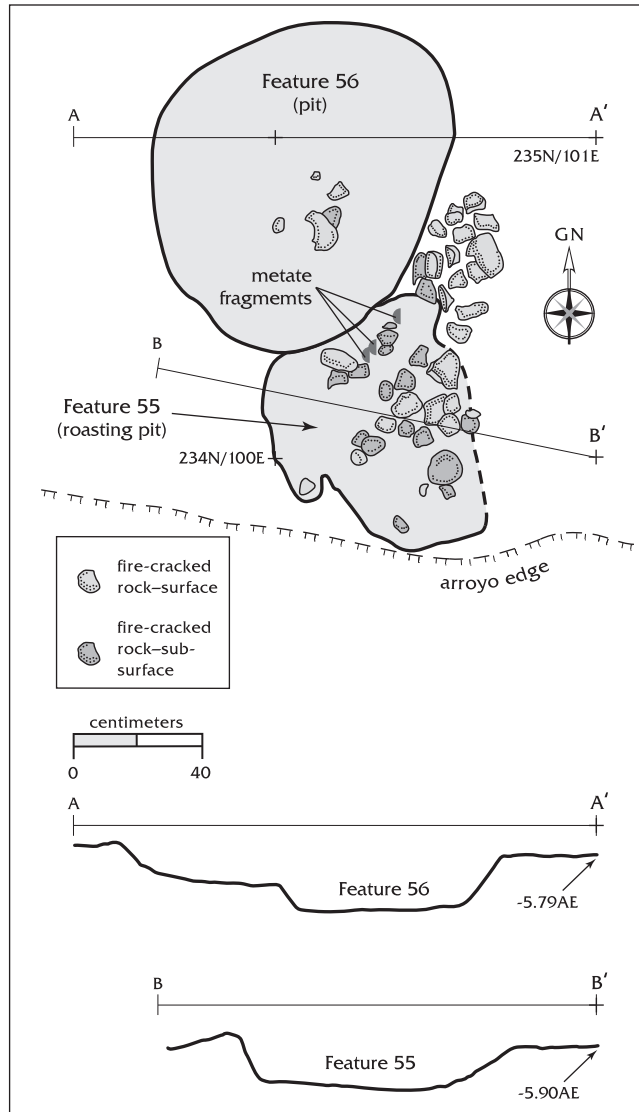 Feature 56
(pit)
A
A'
235N/101E
GN
metate
fragmemts
B
Feature 55
(roasting pit)
B'
234N/100E
arroyo edge
fire-cracked
rock–surface
fire-cracked
rock–sub-
surface
centimeters
0
40
A
A'
Feature 56
-5.79AE
B
B'
Feature 55
-5.90AE